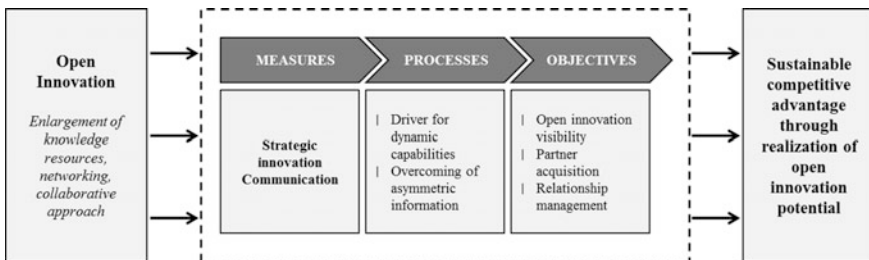 Open
Innovation
Enlargement of
knowledge
resources,
networking,
collaborative
approach
MEASURES
PROCESSES
OBJECTIVES
Strategic
innovation
Communication
| Driver for
dynamic
capabilities
| Overcoming of
asymmetric
information
| Open innovation
visibility
| Partner
acquisition
| Relationship
management
Sustainable
competitive
advantage
through
realization of
open
innovation
potential